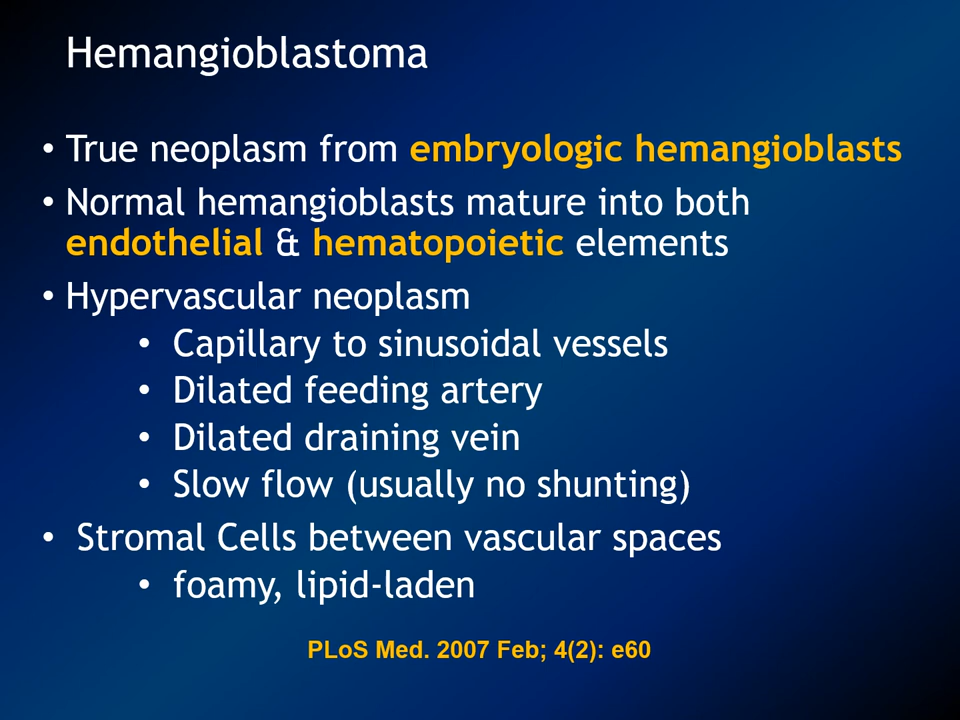 Hemangioblastoma
• True neoplasm from embryologic hemangioblasts
• Normal hemangioblasts mature into both
endothelial & hematopoietic elements
• Hypervascular neoplasm
• Capillary to sinusoidal vessels
• Dilated feeding artery
• Dilated draining vein
• Slow flow (usually no shunting)
• Stromal Cells between vascular spaces
• foamy, lipid-laden
PLoS Med. 2007 Feb; 4(2): e60